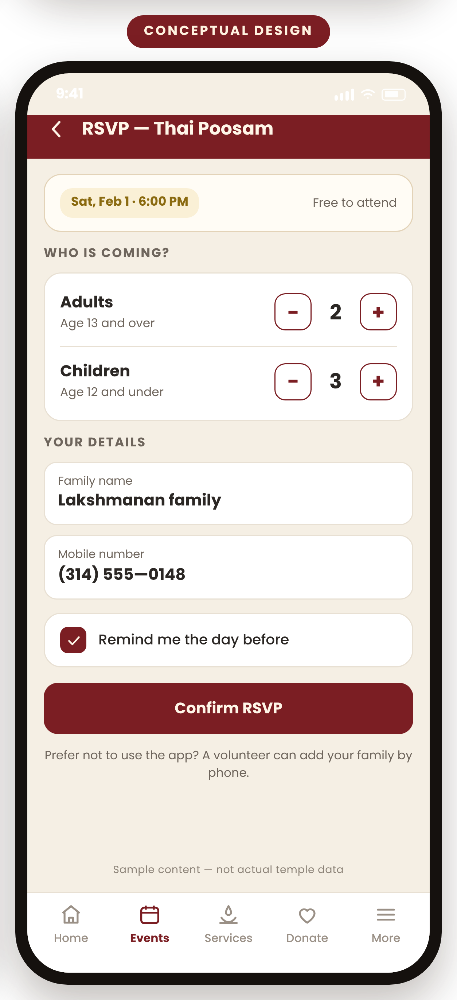 CONCEPTUAL DESIGN
9:41
RSVP — Thai Poosam
Sat, Feb 1 · 6:00 PM
Free to attend
WHO IS COMING?
Adults
Age 13 and over
− 2 +
Children
Age 12 and under
− 3 +
YOUR DETAILS
Family name
Lakshmanan family
Mobile number
(314) 555—0148
Remind me the day before
Confirm RSVP
Prefer not to use the app? A volunteer can add your family by
phone.
Sample content — not actual temple data
Home Events Services Donate More